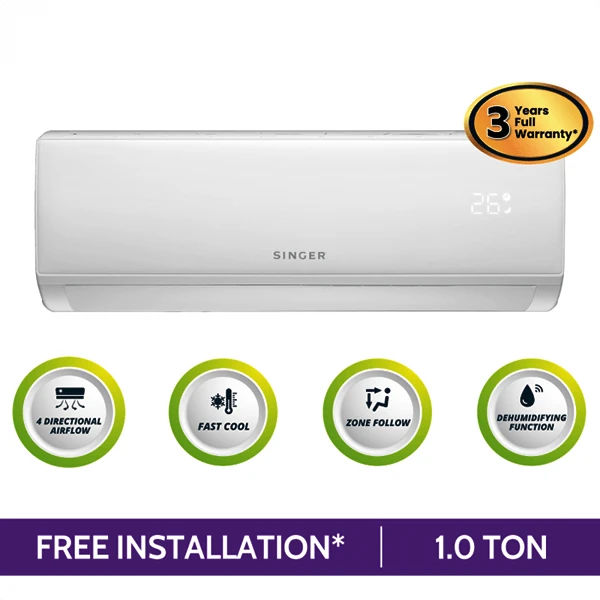 3 Years
Full
Warranty*
26
SINGER
4 DIRECTIONAL
AIRFLOW
FAST COOL
ZONE FOLLOW
DEHUMIDIFYING
FUNCTION
FREE INSTALLATION* | 1.0 TON